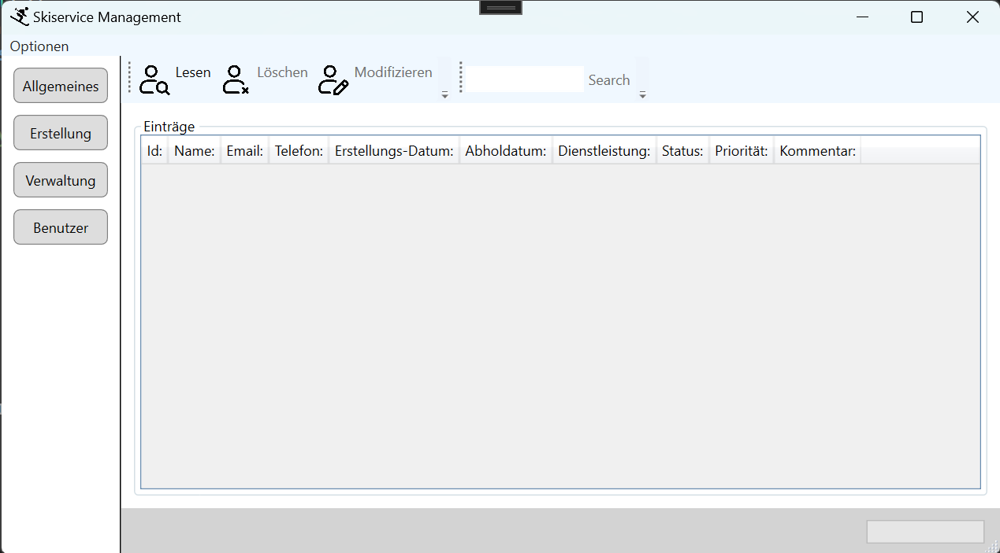 Skiservice Management
Optionen
Allgemeines
Erstellung
Verwaltung
Benutzer
Lesen Löschen Modifizieren Search
Einträge
Id: Name: Email: Telefon: Erstellungs-Datum: Abholdatum: Dienstleistung: Status: Priorität: Kommentar: